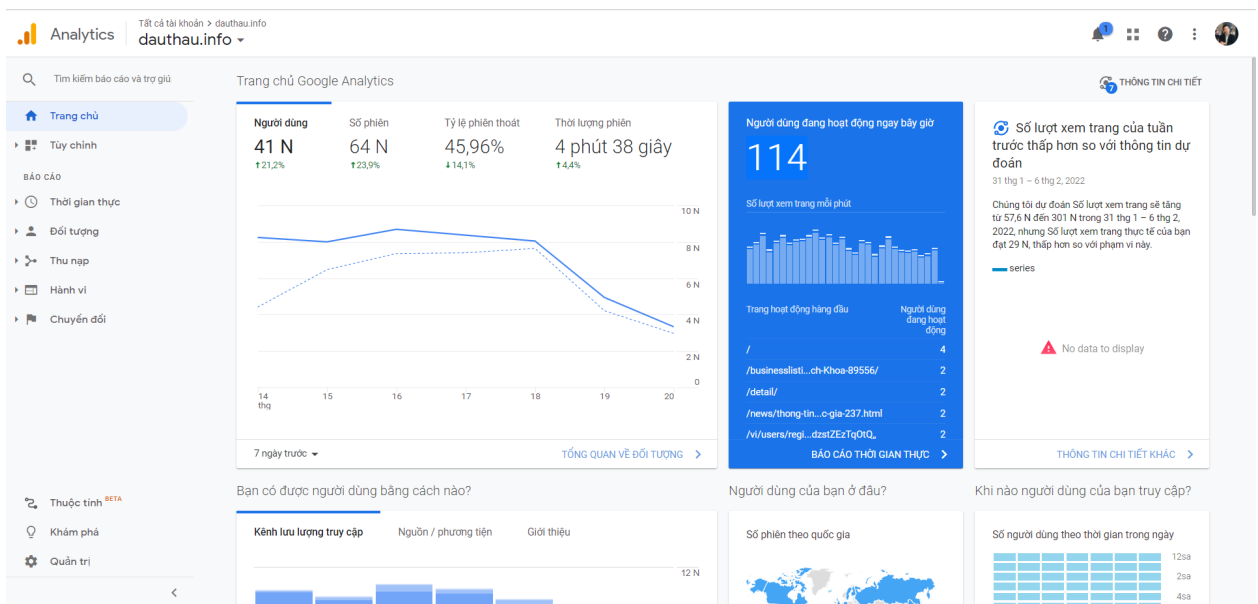 Analytics
Tất cả tài khoản > dauthau.info
dauthau.info
1
Tìm kiếm báo cáo và trợ giú
Trang chủ
Tùy chỉnh
BÁO CÁO
Thời gian thực
Đối tượng
Thu nạp
Hành vi
Chuyển đổi
Thuộc tính BETA
Khám phá
Quản trị
Trang chủ Google Analytics
7 THÔNG TIN CHI TIẾT
Người dùng
41 N
21,2%
Số phiên
64 N
23,9%
Tỷ lệ phiên thoát
45,96%
14,1%
Thời lượng phiên
4 phút 38 giây
4,4%
10 N
8 N
6 N
4 N
2 N
0
14 15 16 17 18 19 20
thg
7 ngày trước
TỔNG QUAN VỀ ĐỐI TƯỢNG
Người dùng đang hoạt động ngay bây giờ
114
Số lượt xem trang mỗi phút
Trang hoạt động hàng đầu
Người dùng
đang hoạt
động
/ 4
/businesslisti...ch-Khoa-89556/ 2
/detail/ 2
/news/thong-tin...c-gia-237.html 2
/vi/users/regi...dzstZEzTqOtQ,, 2
BÁO CÁO THỜI GIAN THỰC
Số lượt xem trang của tuần
trước thấp hơn so với thông tin dự
đoán
31 thg 1 – 6 thg 2, 2022
Chúng tôi dự đoán Số lượt xem trang sẽ tăng
từ 57,6 N đến 301 N trong 31 thg 1 – 6 thg 2,
2022, nhưng Số lượt xem trang thực tế của bạn
đạt 29 N, thấp hơn so với phạm vi này.
series
No data to display
THÔNG TIN CHI TIẾT KHÁC
Bạn có được người dùng bằng cách nào?
Kênh lưu lượng truy cập
Nguồn / phương tiện
Giới thiệu
12 N
Người dùng của bạn ở đâu?
Số phiên theo quốc gia
Khi nào người dùng của bạn truy cập?
Số người dùng theo thời gian trong ngày
12sa
2sa
4sa